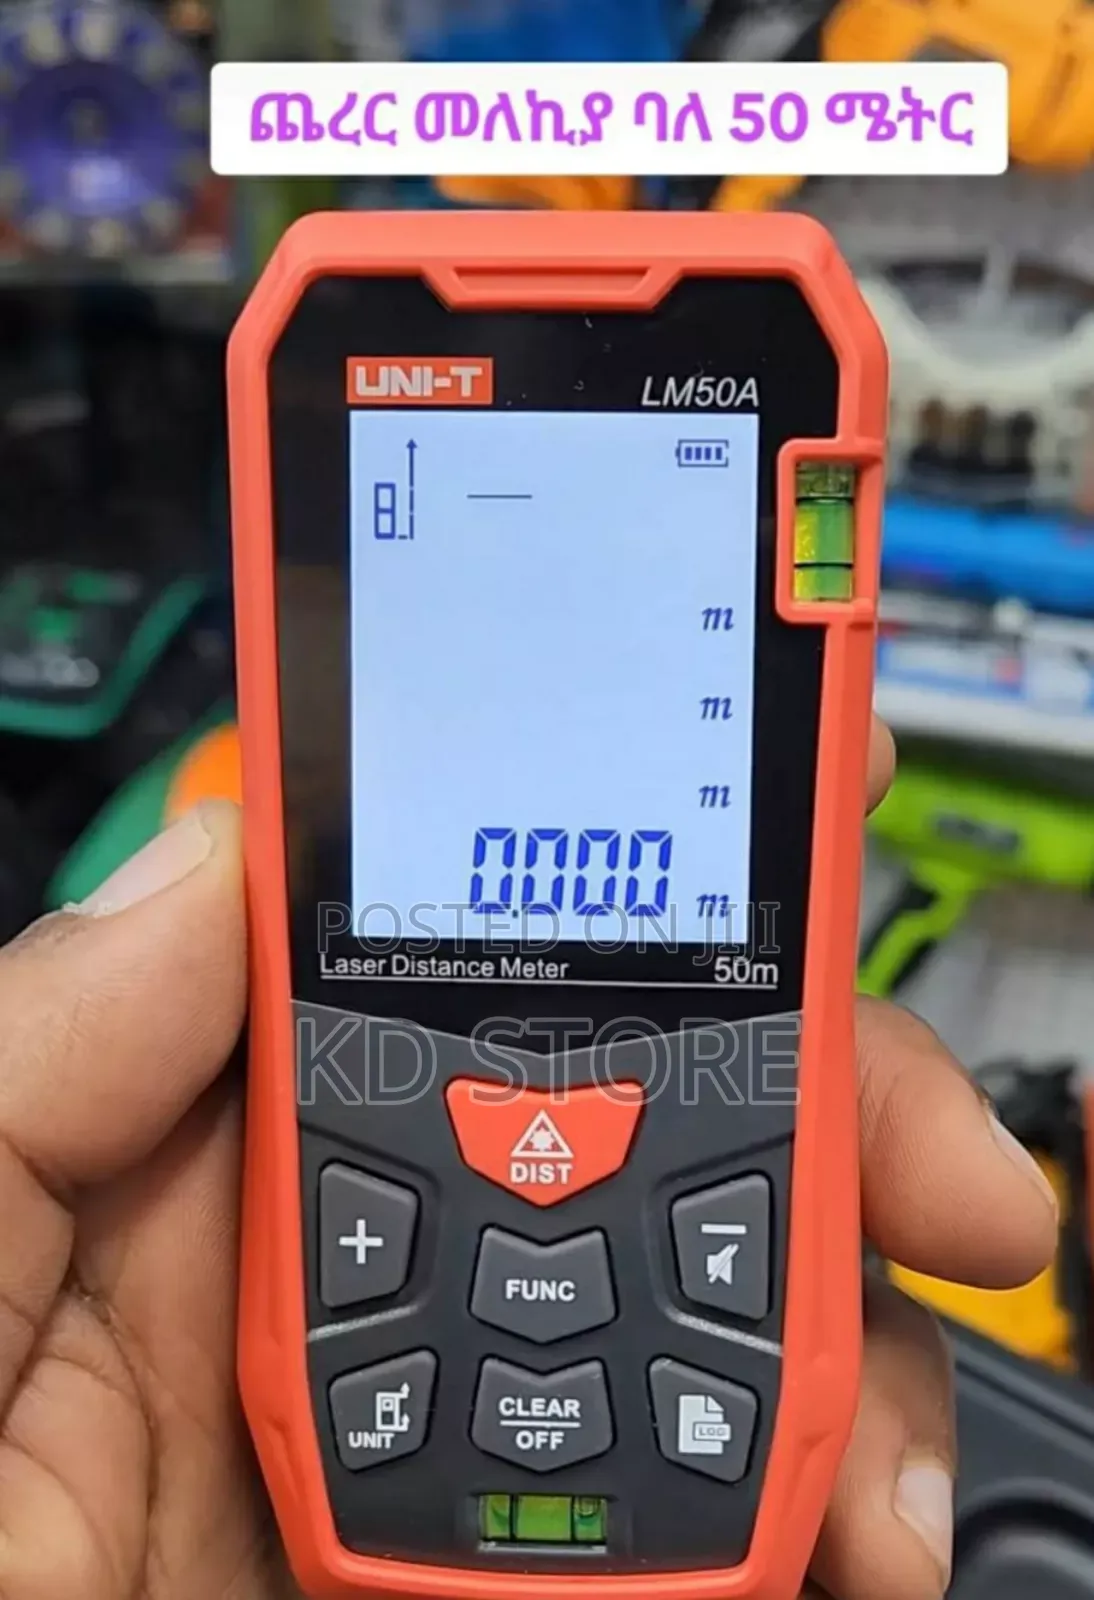 ጨረር መለኪያ ባለ 50 ሜትር
UNI-T
LM50A
m
m
m
0.000 m
POSTED ON JIJI
Laser Distance Meter 50m
KD STORE
DIST
+
FUNC
UNIT
CLEAR
OFF
LOG